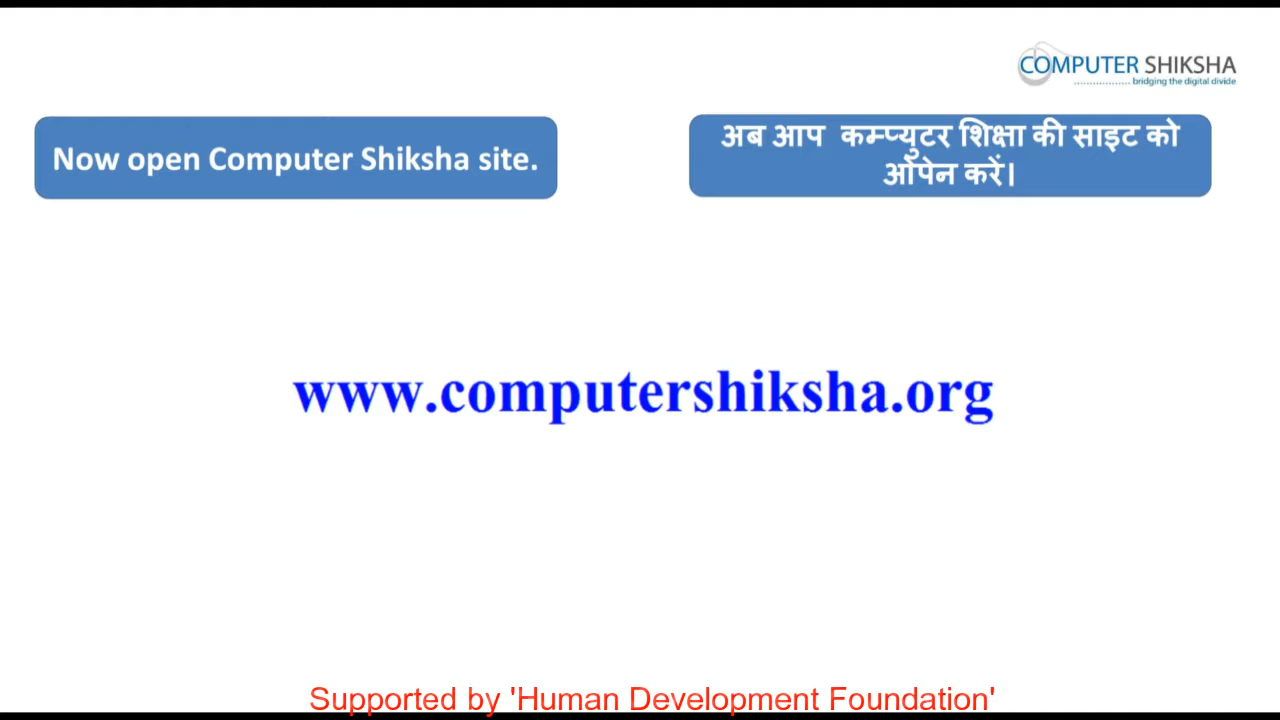 COMPUTER SHIKSHA
bridging the digital divide
Now open Computer Shiksha site.
अब आप कम्प्युटर शिक्षा की साइट को
ओपेन करें।
www.computershiksha.org
Supported by 'Human Development Foundation'